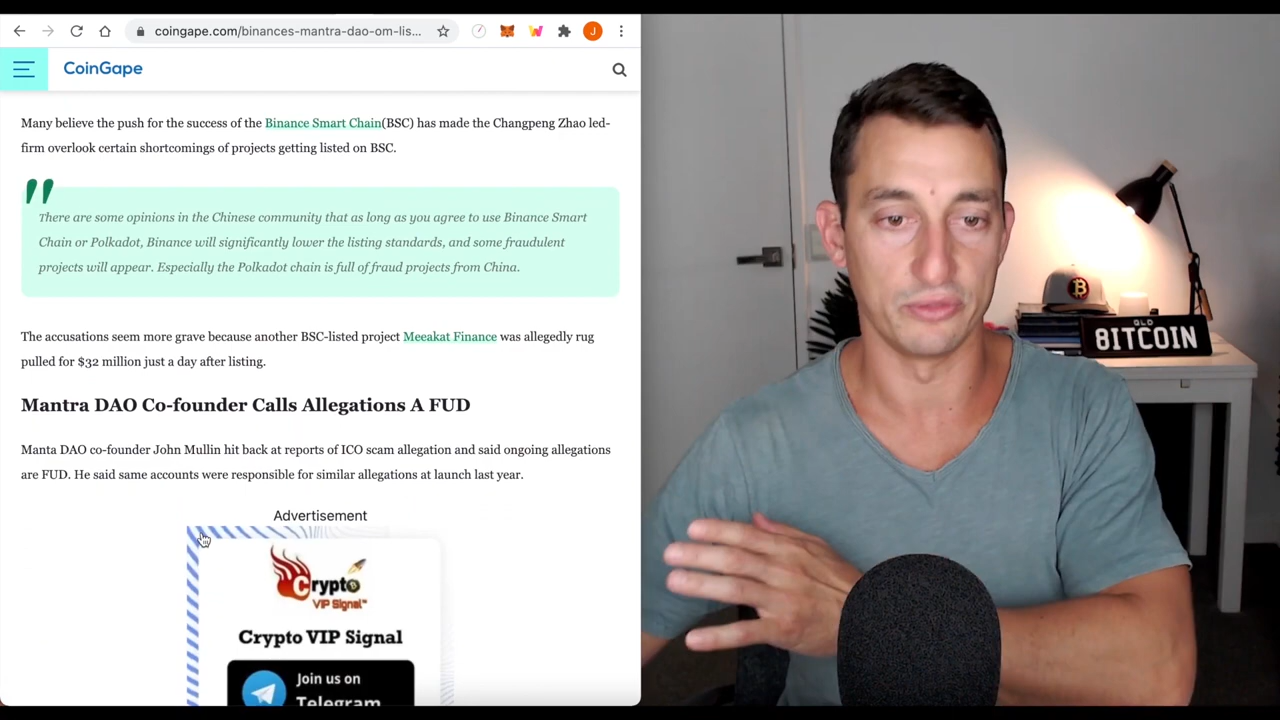 coingape.com/binances-mantra-dao-om-lis...
J
CoinGape
Many believe the push for the success of the Binance Smart Chain(BSC) has made the Changpeng Zhao led-
firm overlook certain shortcomings of projects getting listed on BSC.
There are some opinions in the Chinese community that as long as you agree to use Binance Smart
Chain or Polkadot, Binance will significantly lower the listing standards, and some fraudulent
projects will appear. Especially the Polkadot chain is full of fraud projects from China.
The accusations seem more grave because another BSC-listed project Meeakat Finance was allegedly rug
pulled for $32 million just a day after listing.
Mantra DAO Co-founder Calls Allegations A FUD
Manta DAO co-founder John Mullin hit back at reports of ICO scam allegation and said ongoing allegations
are FUD. He said same accounts were responsible for similar allegations at launch last year.
Advertisement
Crypto
VIP Signal™
Crypto VIP Signal
Join us on
Telegram
QLD
8ITCOIN